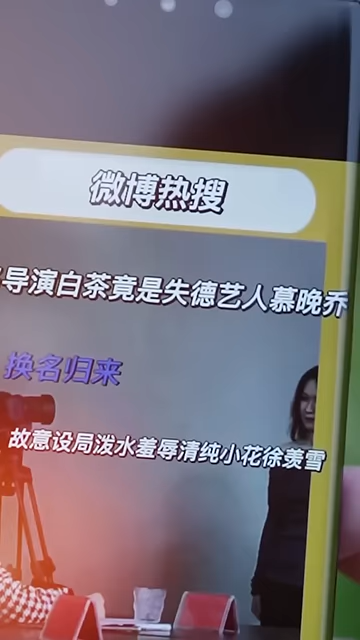 微博热搜
导演白茶竟是失德艺人慕晚乔
换名归来
故意设局泼水羞辱清纯小花徐羡雪